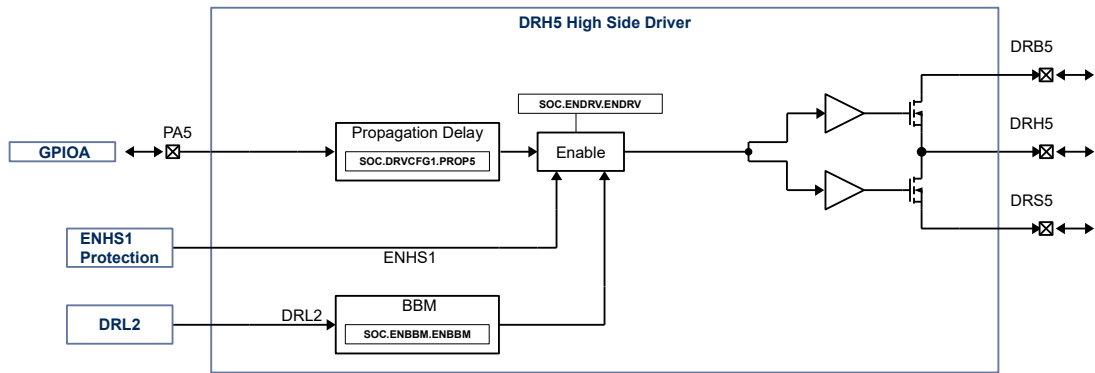 DRH5 High Side Driver
DRB5
SOC.ENDRV.ENDRV
PA5
Propagation Delay
DRH5
GPIOA
SOC.DRVCFG1.PROP5
Enable
DRS5
ENHS1
Protection
ENHS1
BBM
DRL2
DRL2
SOC.ENBBM.ENBBM